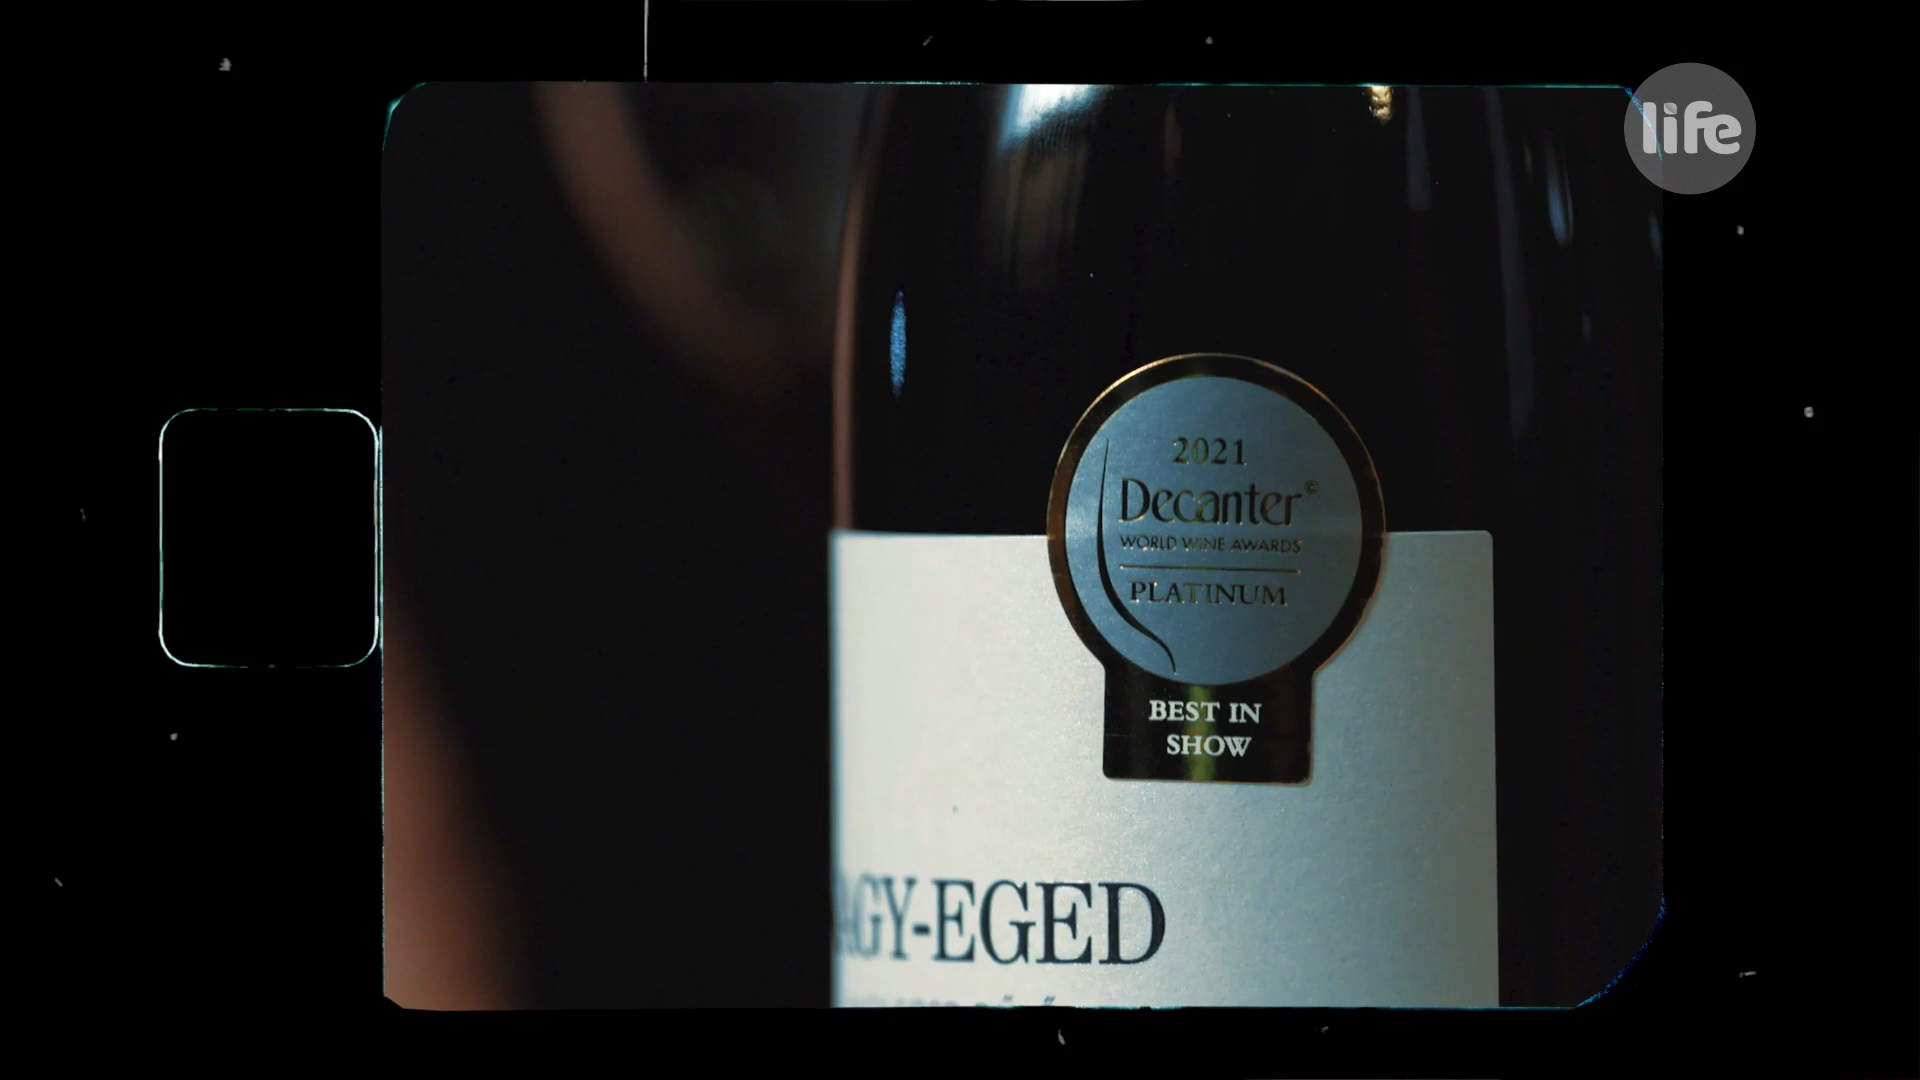 life
2021
Decanter©
WORLD WINE AWARDS
PLATINUM
BEST IN
SHOW
AGY-EGED